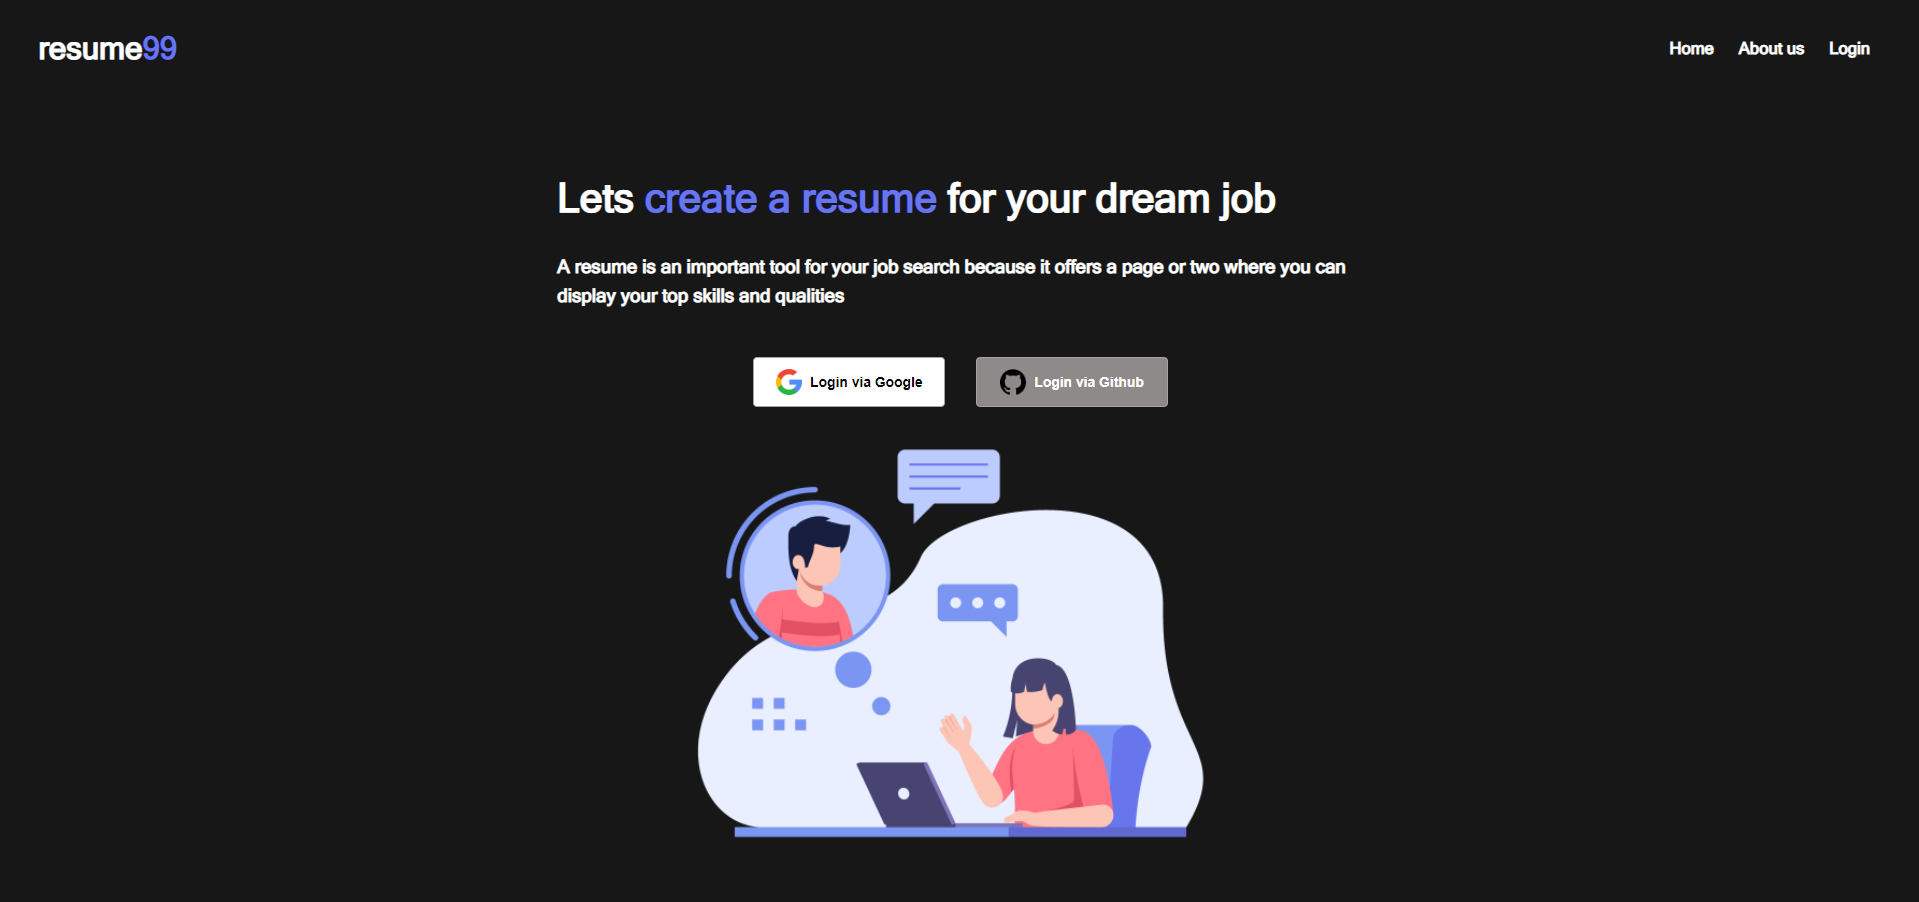 resume99
Home About us Login
Lets create a resume for your dream job
A resume is an important tool for your job search because it offers a page or two where you can
display your top skills and qualities
Login via Google
Login via Github